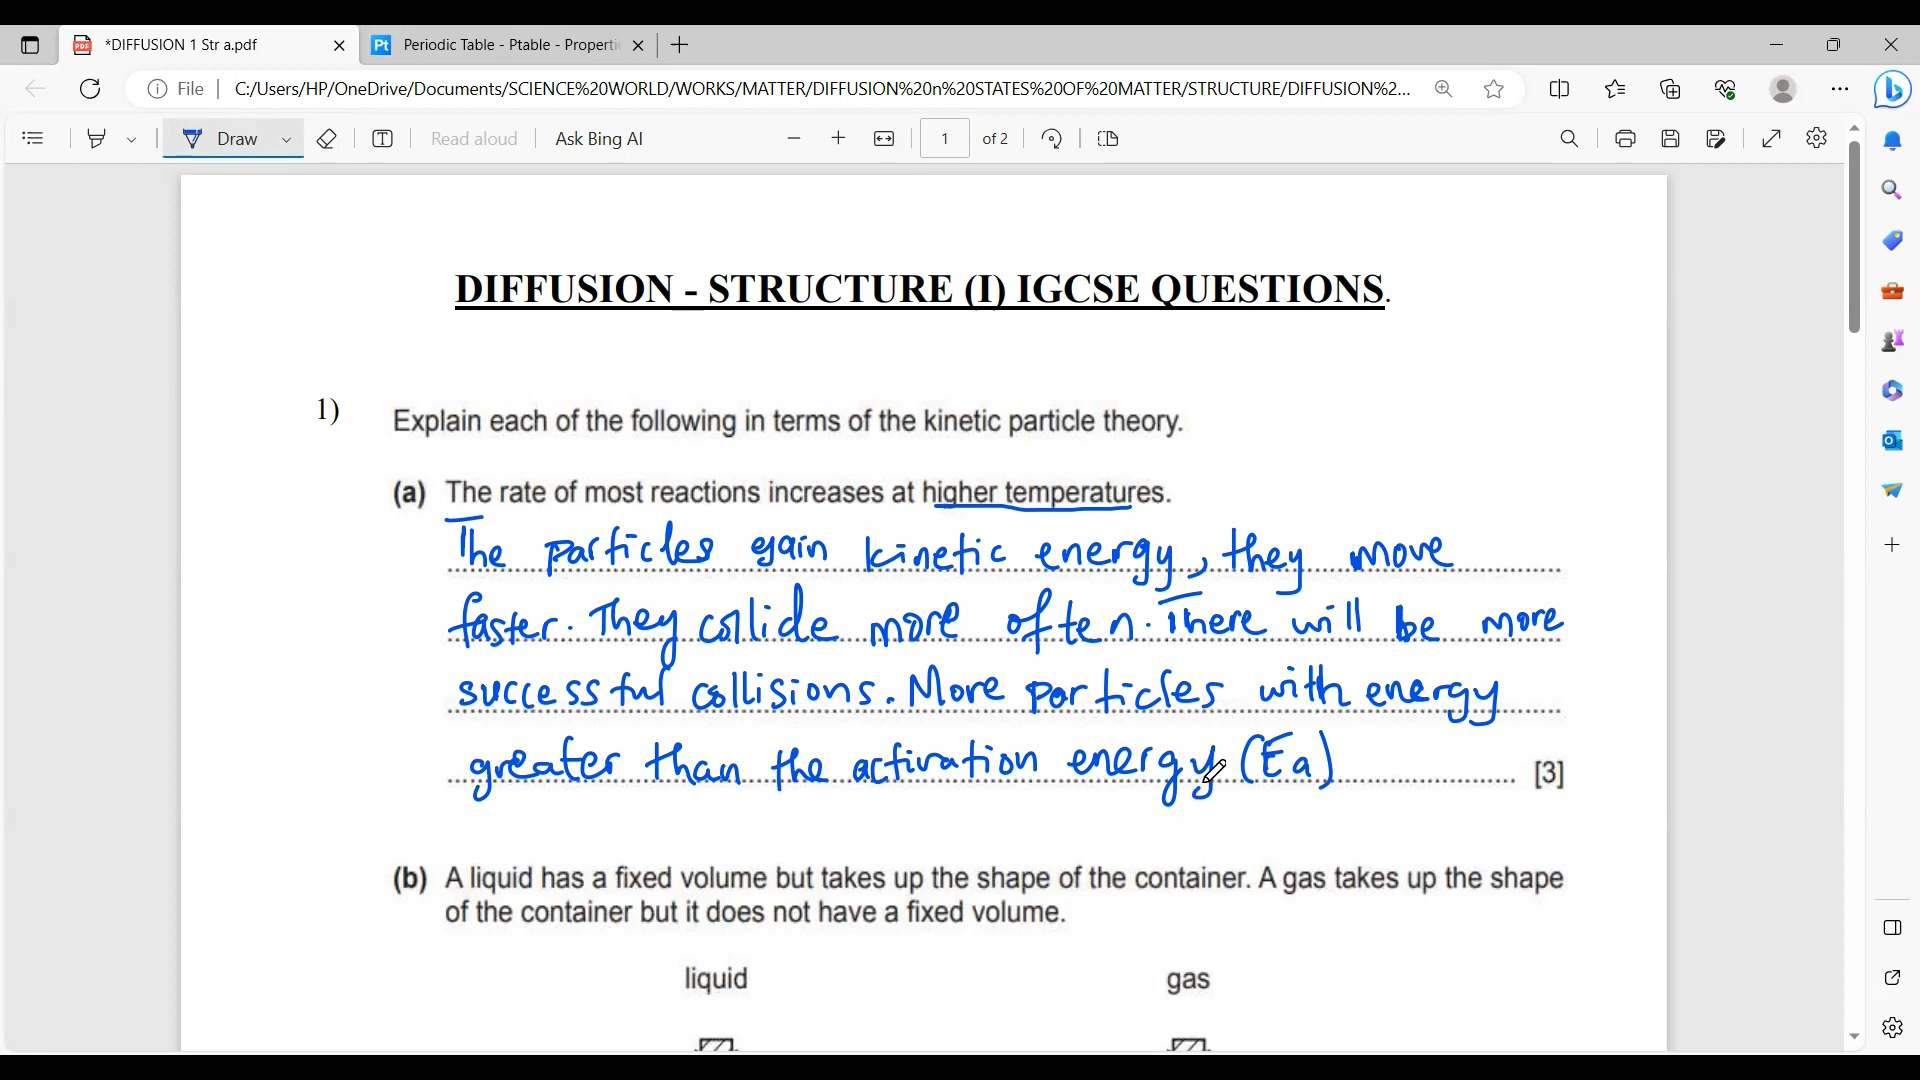 *DIFFUSION 1 Str a.pdf
Pt Periodic Table - Ptable - Properti
File C:/Users/HP/OneDrive/Documents/SCIENCE%20WORLD/WORKS/MATTER/DIFFUSION%20n%20STATES%20OF%20MATTER/STRUCTURE/DIFFUSION%2...
Draw Read aloud Ask Bing AI 1 of 2
DIFFUSION - STRUCTURE (I) IGCSE QUESTIONS.
1) Explain each of the following in terms of the kinetic particle theory.
(a) The rate of most reactions increases at higher temperatures.
The particles gain kinetic energy, they move
faster. They collide more often. There will be more
successful collisions. More particles with energy
greater than the activation energy (Ea)
[3]
(b) A liquid has a fixed volume but takes up the shape of the container. A gas takes up the shape
of the container but it does not have a fixed volume.
liquid gas